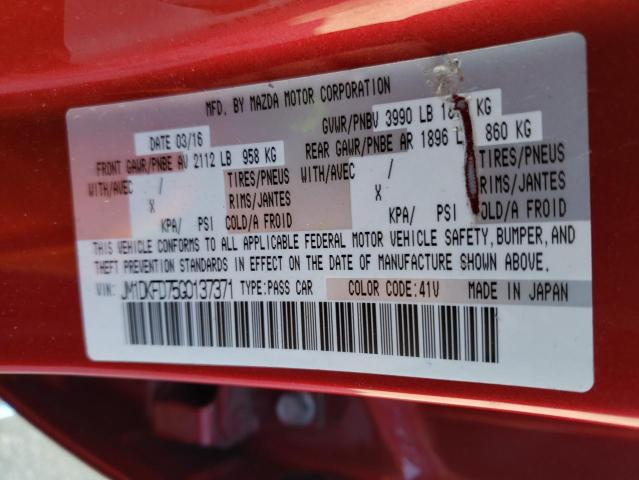 MFD. BY MAZDA MOTOR CORPORATION
DATE 03/16 GVWR/PNBV 3990 LB KG
FRONT GAWR/PNBE AV 2112 LB 958 KG REAR GAWR/PNBE AR 1896 L 860 KG
WITH/AVEC / TIRES/PNEUS WITH/AVEC / TIRES/PNEUS
X RIMS/JANTES X RIMS/JANTES
KPA/ PSI COLD/A FROID KPA/ PSI COLD/A FROID
THIS VEHICLE CONFORMS TO ALL APPLICABLE FEDERAL MOTOR VEHICLE SAFETY, BUMPER, AND
THEFT PREVENTION STANDARDS IN EFFECT ON THE DATE OF MANUFACTURE SHOWN ABOVE.
VIN: JM1DKFD75G0137371 TYPE:PASS CAR COLOR CODE:41V MADE IN JAPAN